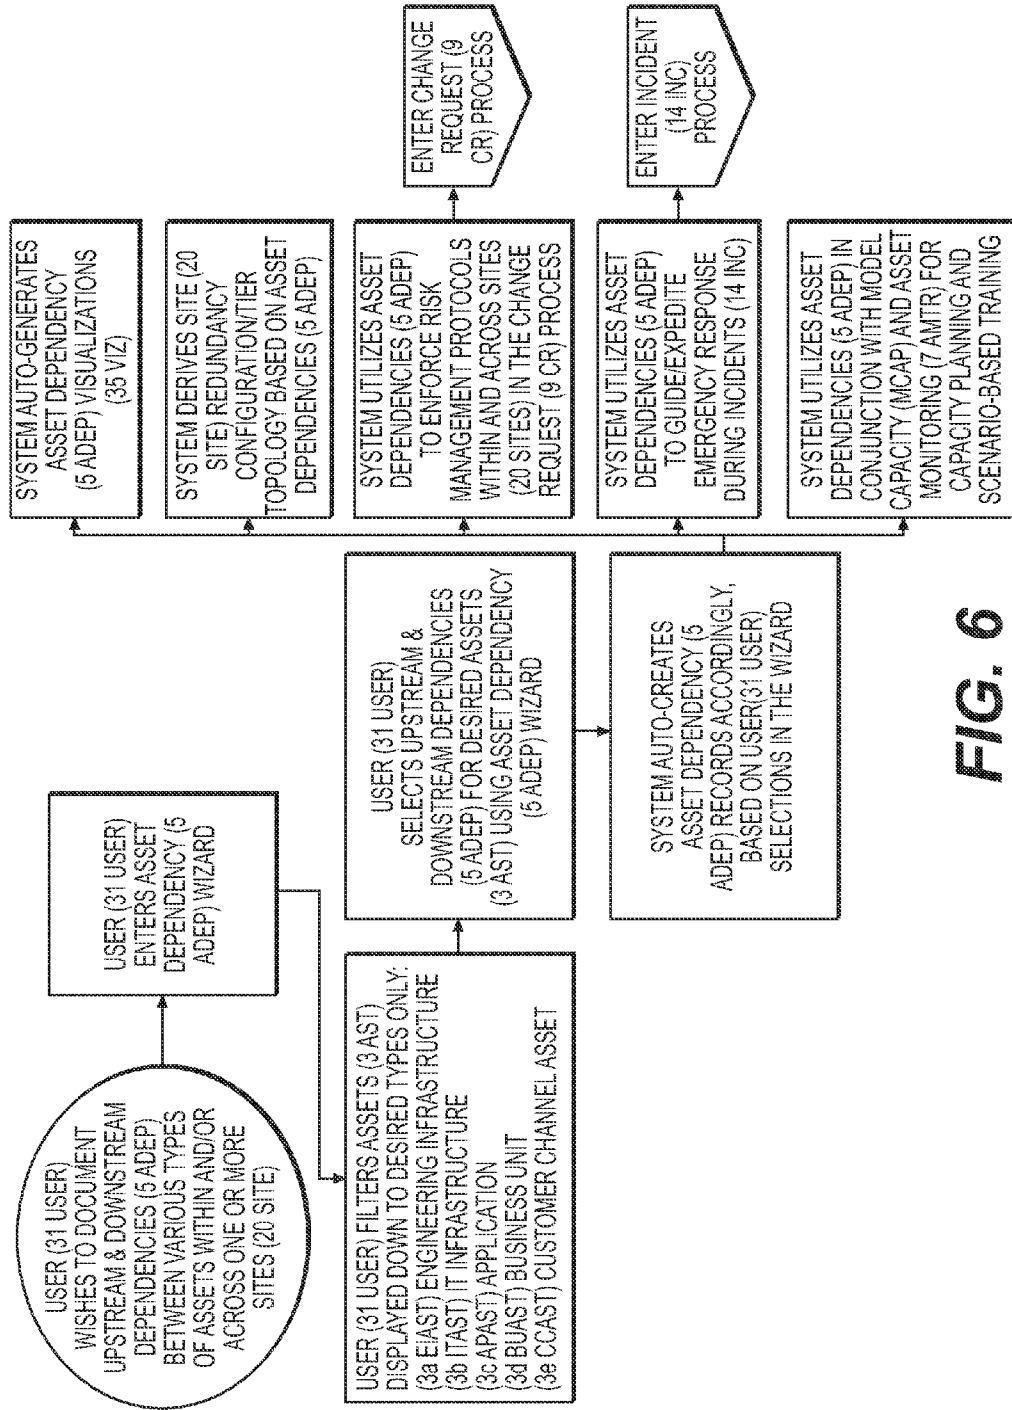 USER (31 USER)
WISHES TO DOCUMENT
UPSTREAM & DOWNSTREAM
DEPENDENCIES (5 ADEP)
BETWEEN VARIOUS TYPES
OF ASSETS WITHIN AND/OR
ACROSS ONE OR MORE
SITES (20 SITE)
USER (31 USER)
ENTERS ASSET
DEPENDENCY (5
ADEP) WIZARD
USER (31 USER) FILTERS ASSETS (3 AST)
DISPLAYED DOWN TO DESIRED TYPES ONLY:
(3a EIAST) ENGINEERING INFRASTRUCTURE
(3b ITAST) IT INFRASTRUCTURE
(3c APAST) APPLICATION
(3d BUAST) BUSINESS UNIT
(3e CCAST) CUSTOMER CHANNEL ASSET
USER (31 USER)
SELECTS UPSTREAM &
DOWNSTREAM DEPENDENCIES
(5 ADEP) FOR DESIRED ASSETS
(3 AST) USING ASSET DEPENDENCY
(5 ADEP) WIZARD
SYSTEM AUTO-CREATES
ASSET DEPENDENCY (5
ADEP) RECORDS ACCORDINGLY,
BASED ON USER(31 USER)
SELECTIONS IN THE WIZARD
SYSTEM AUTO-GENERATES
ASSET DEPENDENCY
(5 ADEP) VISUALIZATIONS
(35 VIZ)
SYSTEM DERIVES SITE (20
SITE) REDUNDANCY
CONFIGURATION/TIER
TOPOLOGY BASED ON ASSET
DEPENDENCIES (5 ADEP)
SYSTEM UTILIZES ASSET
DEPENDENCIES (5 ADEP)
TO ENFORCE RISK
MANAGEMENT PROTOCOLS
WITHIN AND ACROSS SITES
(20 SITES) IN THE CHANGE
REQUEST (9 CR) PROCESS
ENTER CHANGE
REQUEST (9
CR) PROCESS
SYSTEM UTILIZES ASSET
DEPENDENCIES (5 ADEP)
TO GUIDE/EXPEDITE
EMERGENCY RESPONSE
DURING INCIDENTS (14 INC)
ENTER INCIDENT
(14 INC)
PROCESS
SYSTEM UTILIZES ASSET
DEPENDENCIES (5 ADEP) IN
CONJUNCTION WITH MODEL
CAPACITY (MCAP) AND ASSET
MONITORING (7 AMTR) FOR
CAPACITY PLANNING AND
SCENARIO-BASED TRAINING
FIG. 6